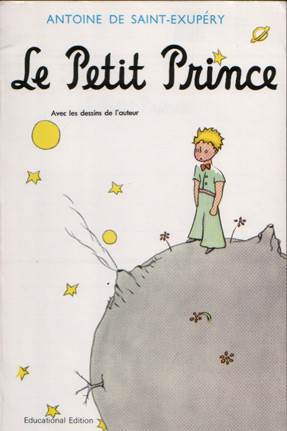 ANTOINE DE SAINT-EXUPÉRY
Le Petit Prince
Avec les dessins de l'auteur
Educational Edition